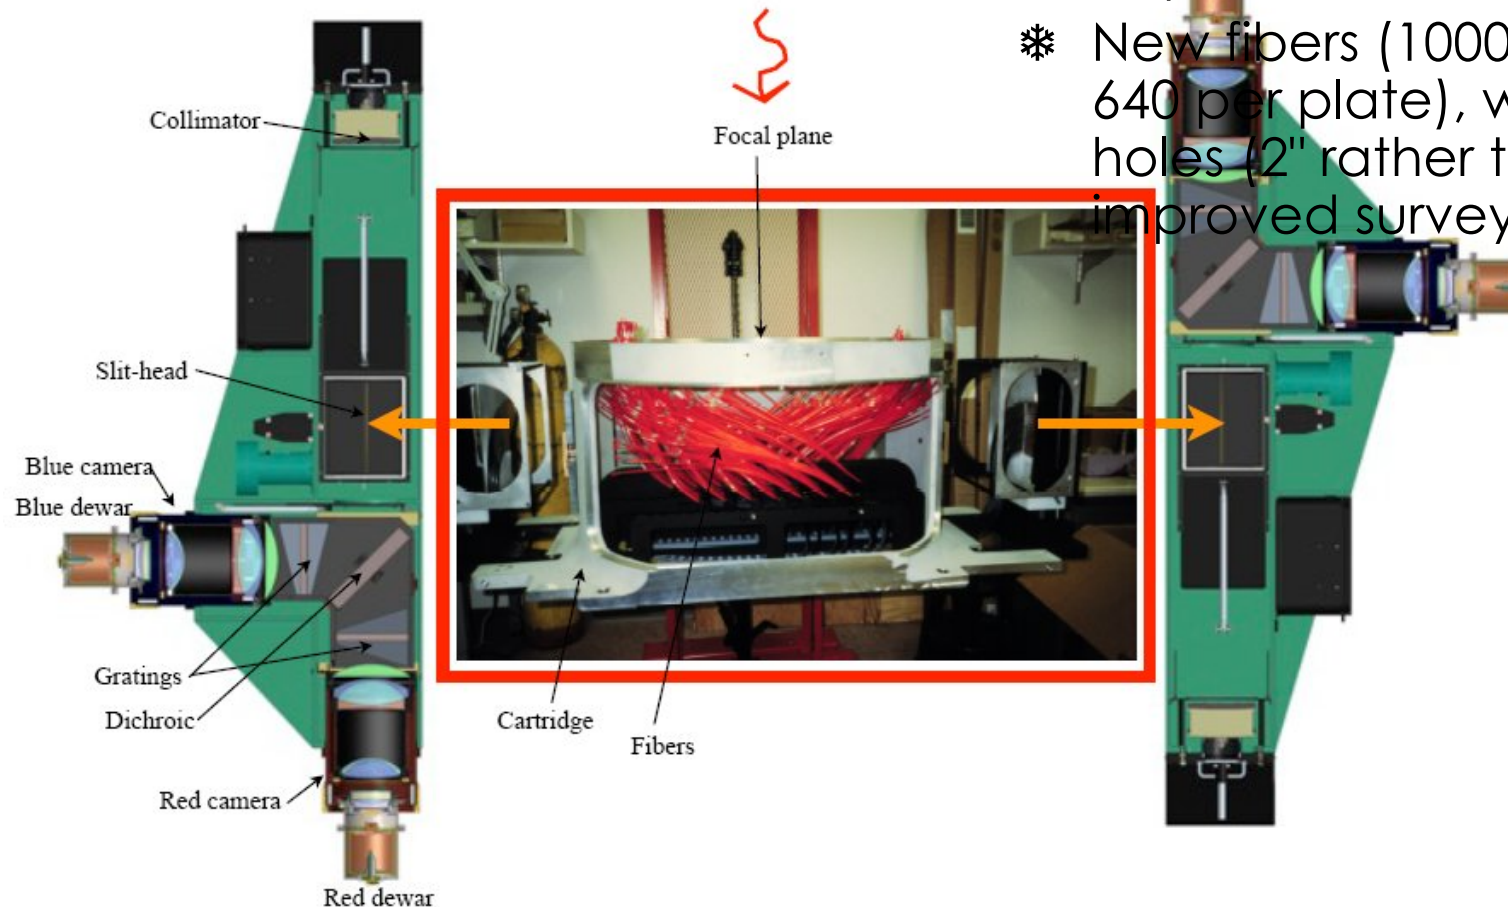 New fibers (1000
640 per plate), w
holes (2" rather t
improved survey
Collimator
Focal plane
Slit-head
Blue camera
Blue dewar
Gratings
Dichroic
Cartridge
Fibers
Red camera
Red dewar